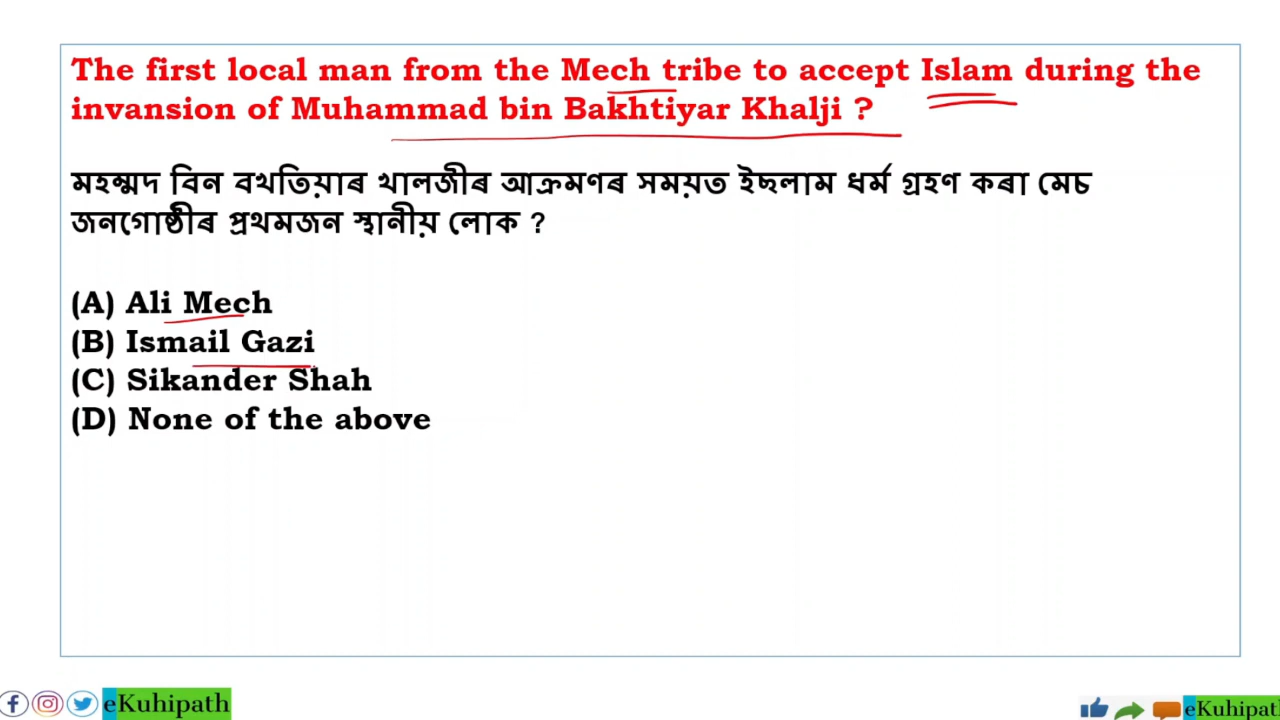 The first local man from the Mech tribe to accept Islam during the
invansion of Muhammad bin Bakhtiyar Khalji ?
মহম্মদ বিন বখতিয়াৰ খালজীৰ আক্ৰমণৰ সময়ত ইছলাম ধৰ্ম গ্ৰহণ কৰা মেচ
জনগোষ্ঠীৰ প্ৰথমজন স্থানীয় লোক ?
(A) Ali Mech
(B) Ismail Gazi
(C) Sikander Shah
(D) None of the above
eKuhipath
eKuhipath